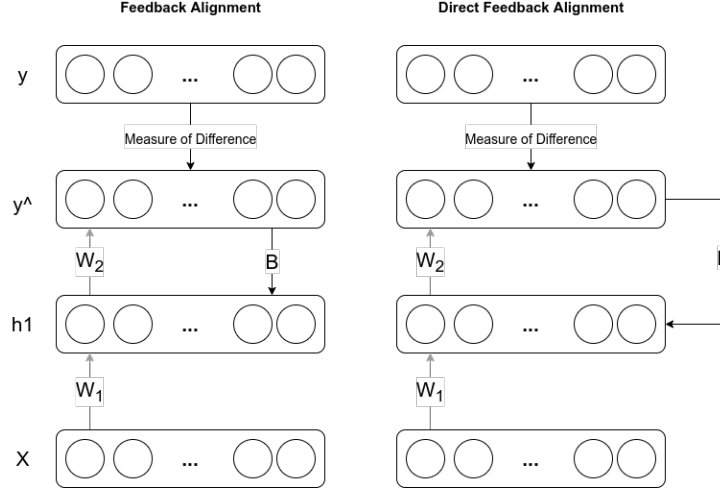 Feedback Alignment
Direct Feedback Alignment
y
...
...
Measure of Difference
Measure of Difference
y^
...
...
W2
B
W2
h1
...
...
W1
W1
X
...
...